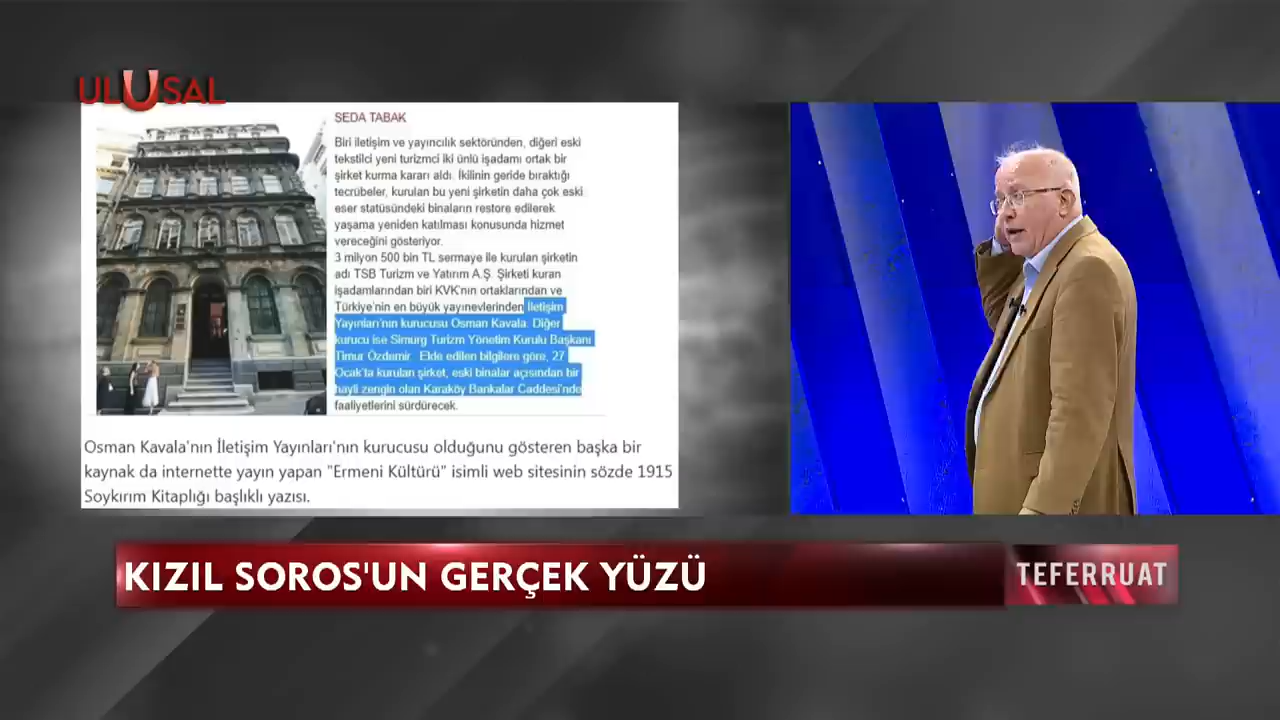 ULUSAL
SEDA TABAK
Biri iletişim ve yayıncılık sektöründen, diğeri eski
tekstilci yeni turizmci iki ünlü işadamı ortak bir
şirket kurma kararı aldı. İkilinin geride bıraktığı
tecrübeler, kurulan bu yeni şirketin daha çok eski
eser statüsündeki binaların restore edilerek
yaşama yeniden katılması konusunda hizmet
vereceğini gösteriyor.
3 milyon 500 bin TL sermaye ile kurulan şirketin
adı TSB Turizm ve Yatırım A.Ş. Şirketi kuran
işadamlarından biri KVK'nın ortaklarından ve
Türkiye'nin en büyük yayınevlerinden İletişim
Yayınları'nın kurucusu Osman Kavala. Diğer
kurucu ise Simurg Turizm Yönetim Kurulu Başkanı
Timur Özdemir. Elde edilen bilgilere göre, 27
Ocak'ta kurulan şirket, eski binalar açısından bir
hayli zengin olan Karaköy Bankalar Caddesi'nde
faaliyetlerini sürdürecek.
Osman Kavala'nın İletişim Yayınları'nın kurucusu olduğunu gösteren başka bir
kaynak da internette yayın yapan "Ermeni Kültürü" isimli web sitesinin sözde 1915
Soykırım Kitaplığı başlıklı yazısı.
KIZIL SOROS'UN GERÇEK YÜZÜ
TEFERRUAT